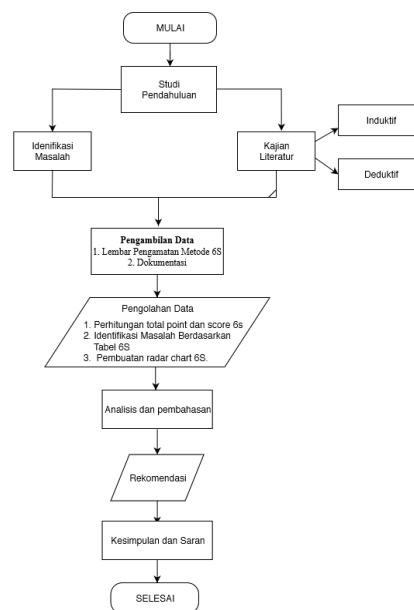 MULAI
Studi
Pendahuluan
Idenifikasi
Masalah
Kajian
Literatur
Induktif
Deduktif
Pengambilan Data
1. Lembar Pengamatan Metode 6S
2. Dokumentasi
Pengolahan Data
1. Perhitungan total point dan score 6s
2. Identifikasi Masalah Berdasarkan
Tabel 6S
3. Pembuatan radar chart 6S.
Analisis dan pembahasan
Rekomendasi
Kesimpulan dan Saran
SELESAI